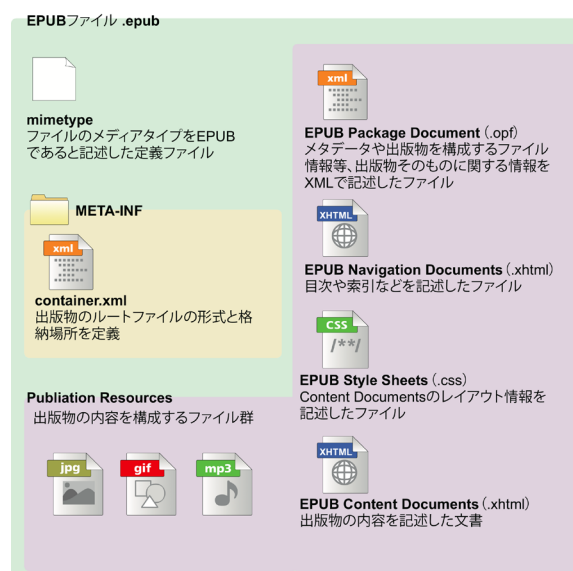 EPUBファイル .epub
mimetype
ファイルのメディアタイプをEPUB
であると記述した定義ファイル
META-INF
xml
container.xml
出版物のルートファイルの形式と格
納場所を定義
Publiation Resources
出版物の内容を構成するファイル群
jpg
gif
mp3
xml
EPUB Package Document（.opf）
メタデータや出版物を構成するファイル
情報等、出版物そのものに関する情報を
XMLで記述したファイル
XHTML
EPUB Navigation Documents（.xhtml）
目次や索引などを記述したファイル
CSS
/**/
EPUB Style Sheets（.css）
Content Documentsのレイアウト情報を
記述したファイル
XHTML
EPUB Content Documents（.xhtml）
出版物の内容を記述した文書